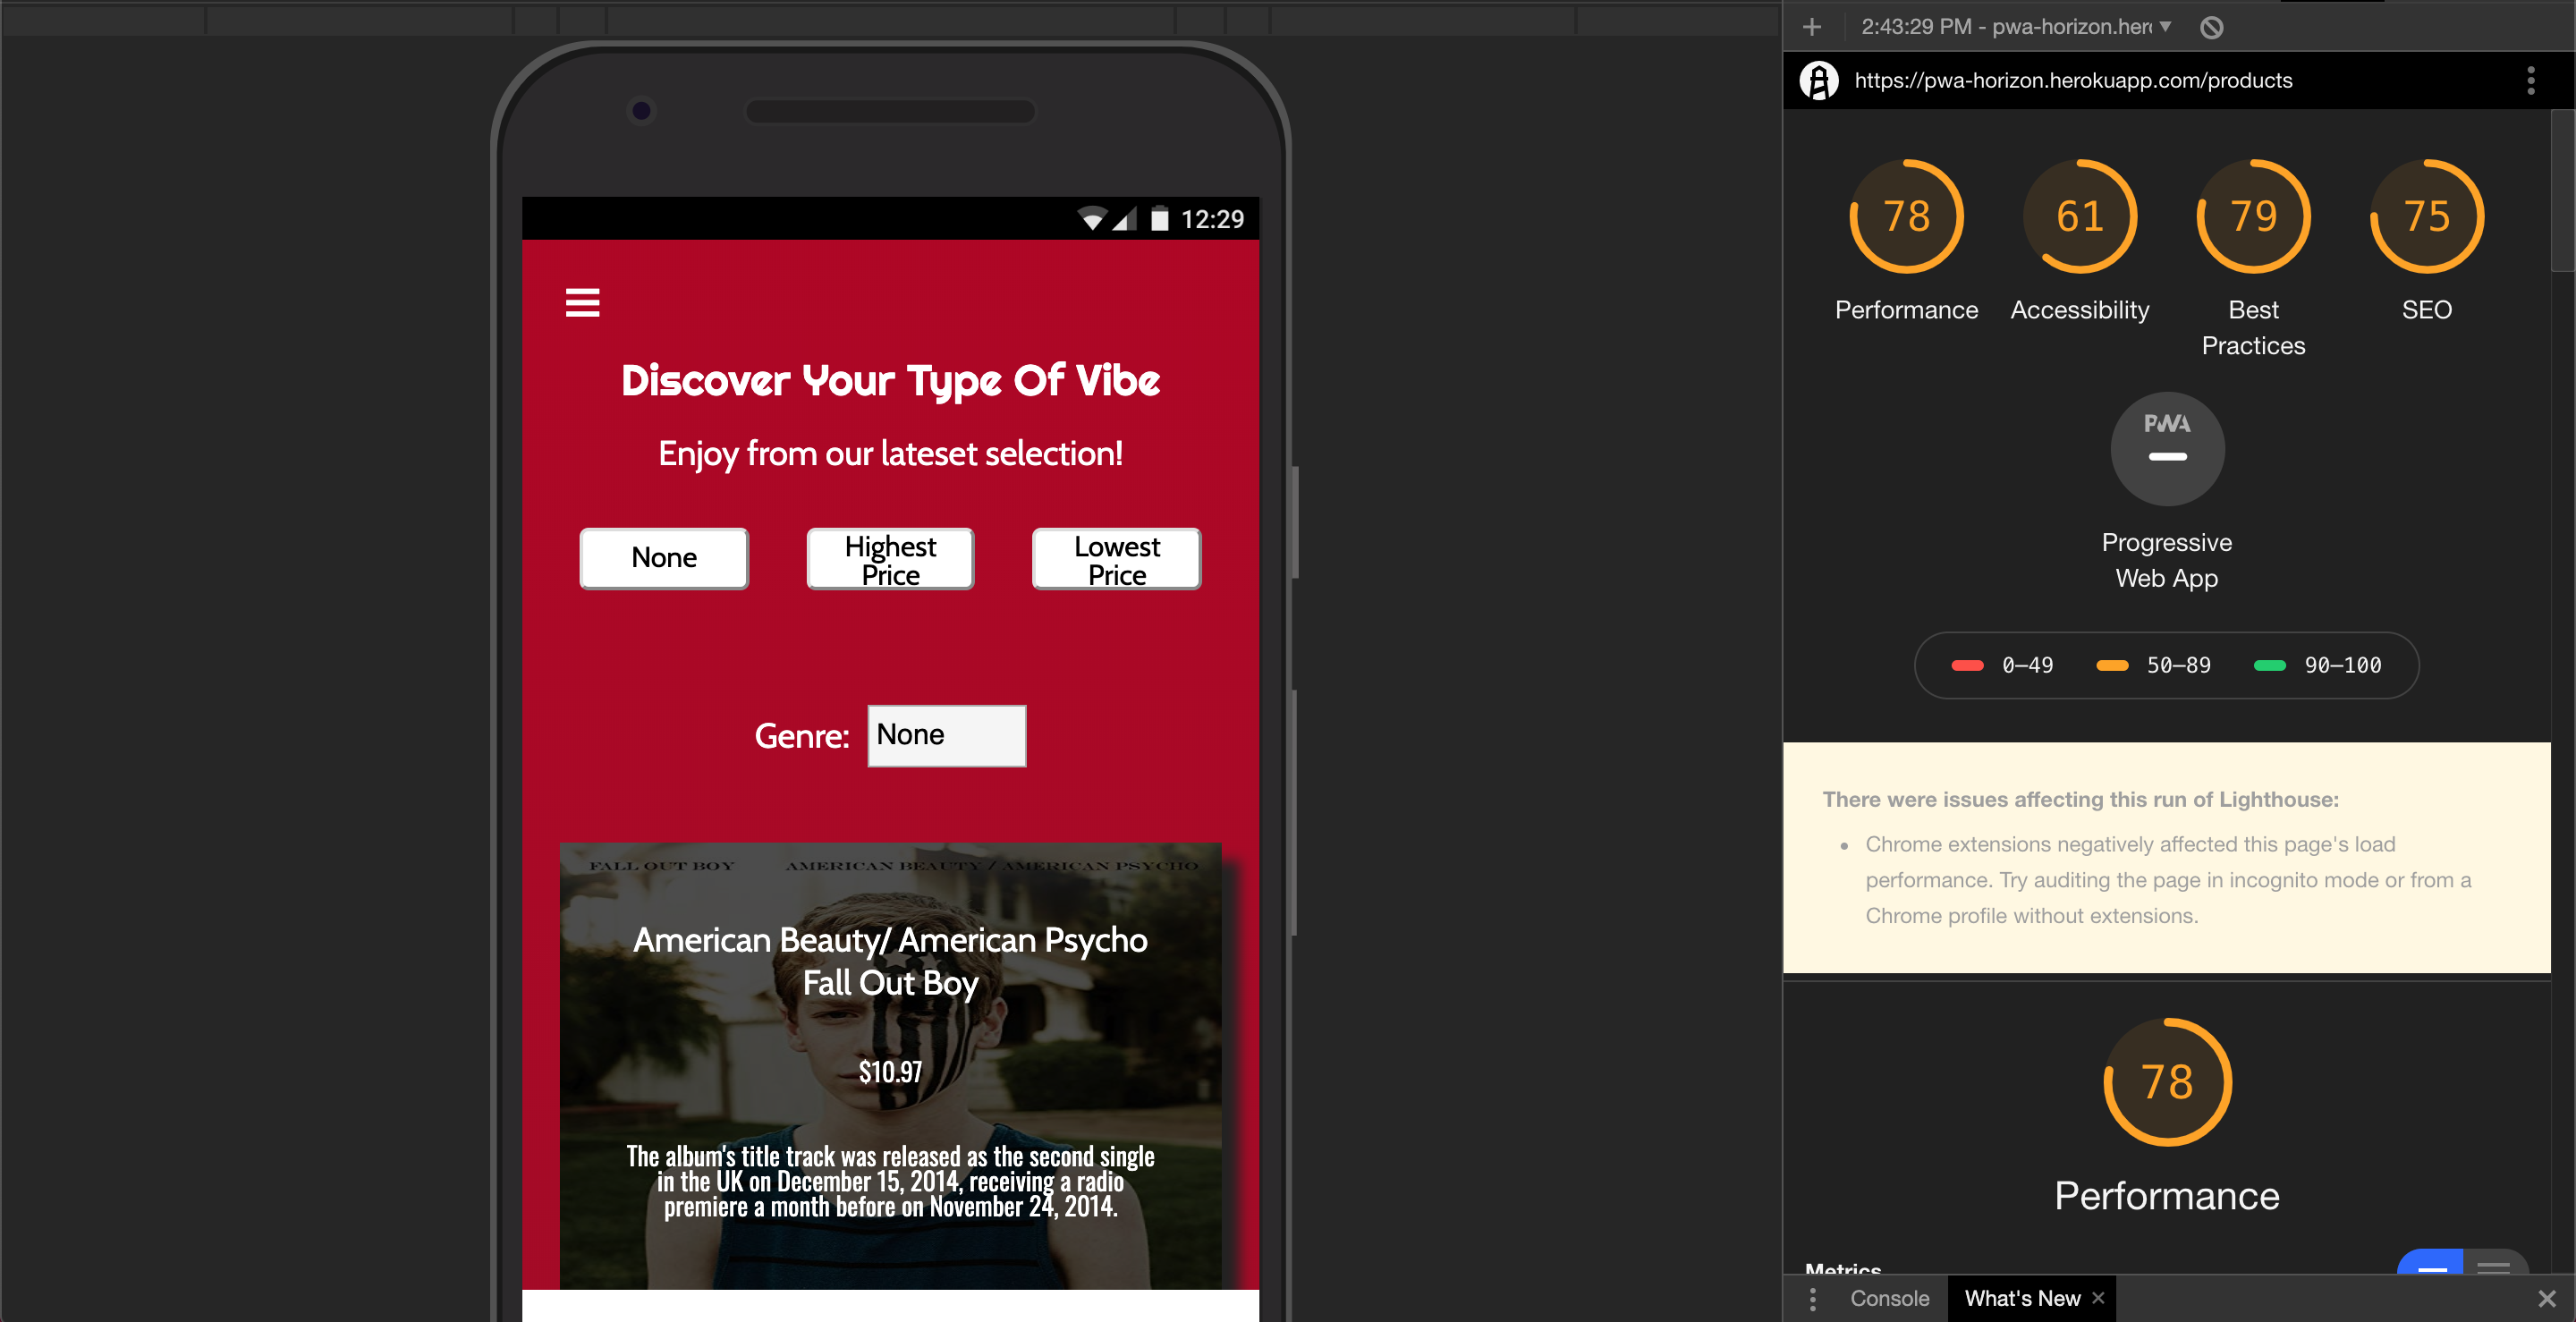 12:29
Discover Your Type Of Vibe
Enjoy from our lateset selection!
None
Highest
Price
Lowest
Price
Genre: None
FALL OUT BOY AMERICAN BEAUTY / AMERICAN PSYCHO
American Beauty/ American Psycho
Fall Out Boy
$10.97
The album's title track was released as the second single
in the UK on December 15, 2014, receiving a radio
premiere a month before on November 24, 2014.
2:43:29 PM - pwa-horizon.her
https://pwa-horizon.herokuapp.com/products
78
Performance
61
Accessibility
79
Best
Practices
75
SEO
PWA
Progressive
Web App
0–49
50–89
90–100
There were issues affecting this run of Lighthouse:
• Chrome extensions negatively affected this page's load
performance. Try auditing the page in incognito mode or from a
Chrome profile without extensions.
78
Performance
Metrics
Console
What's New